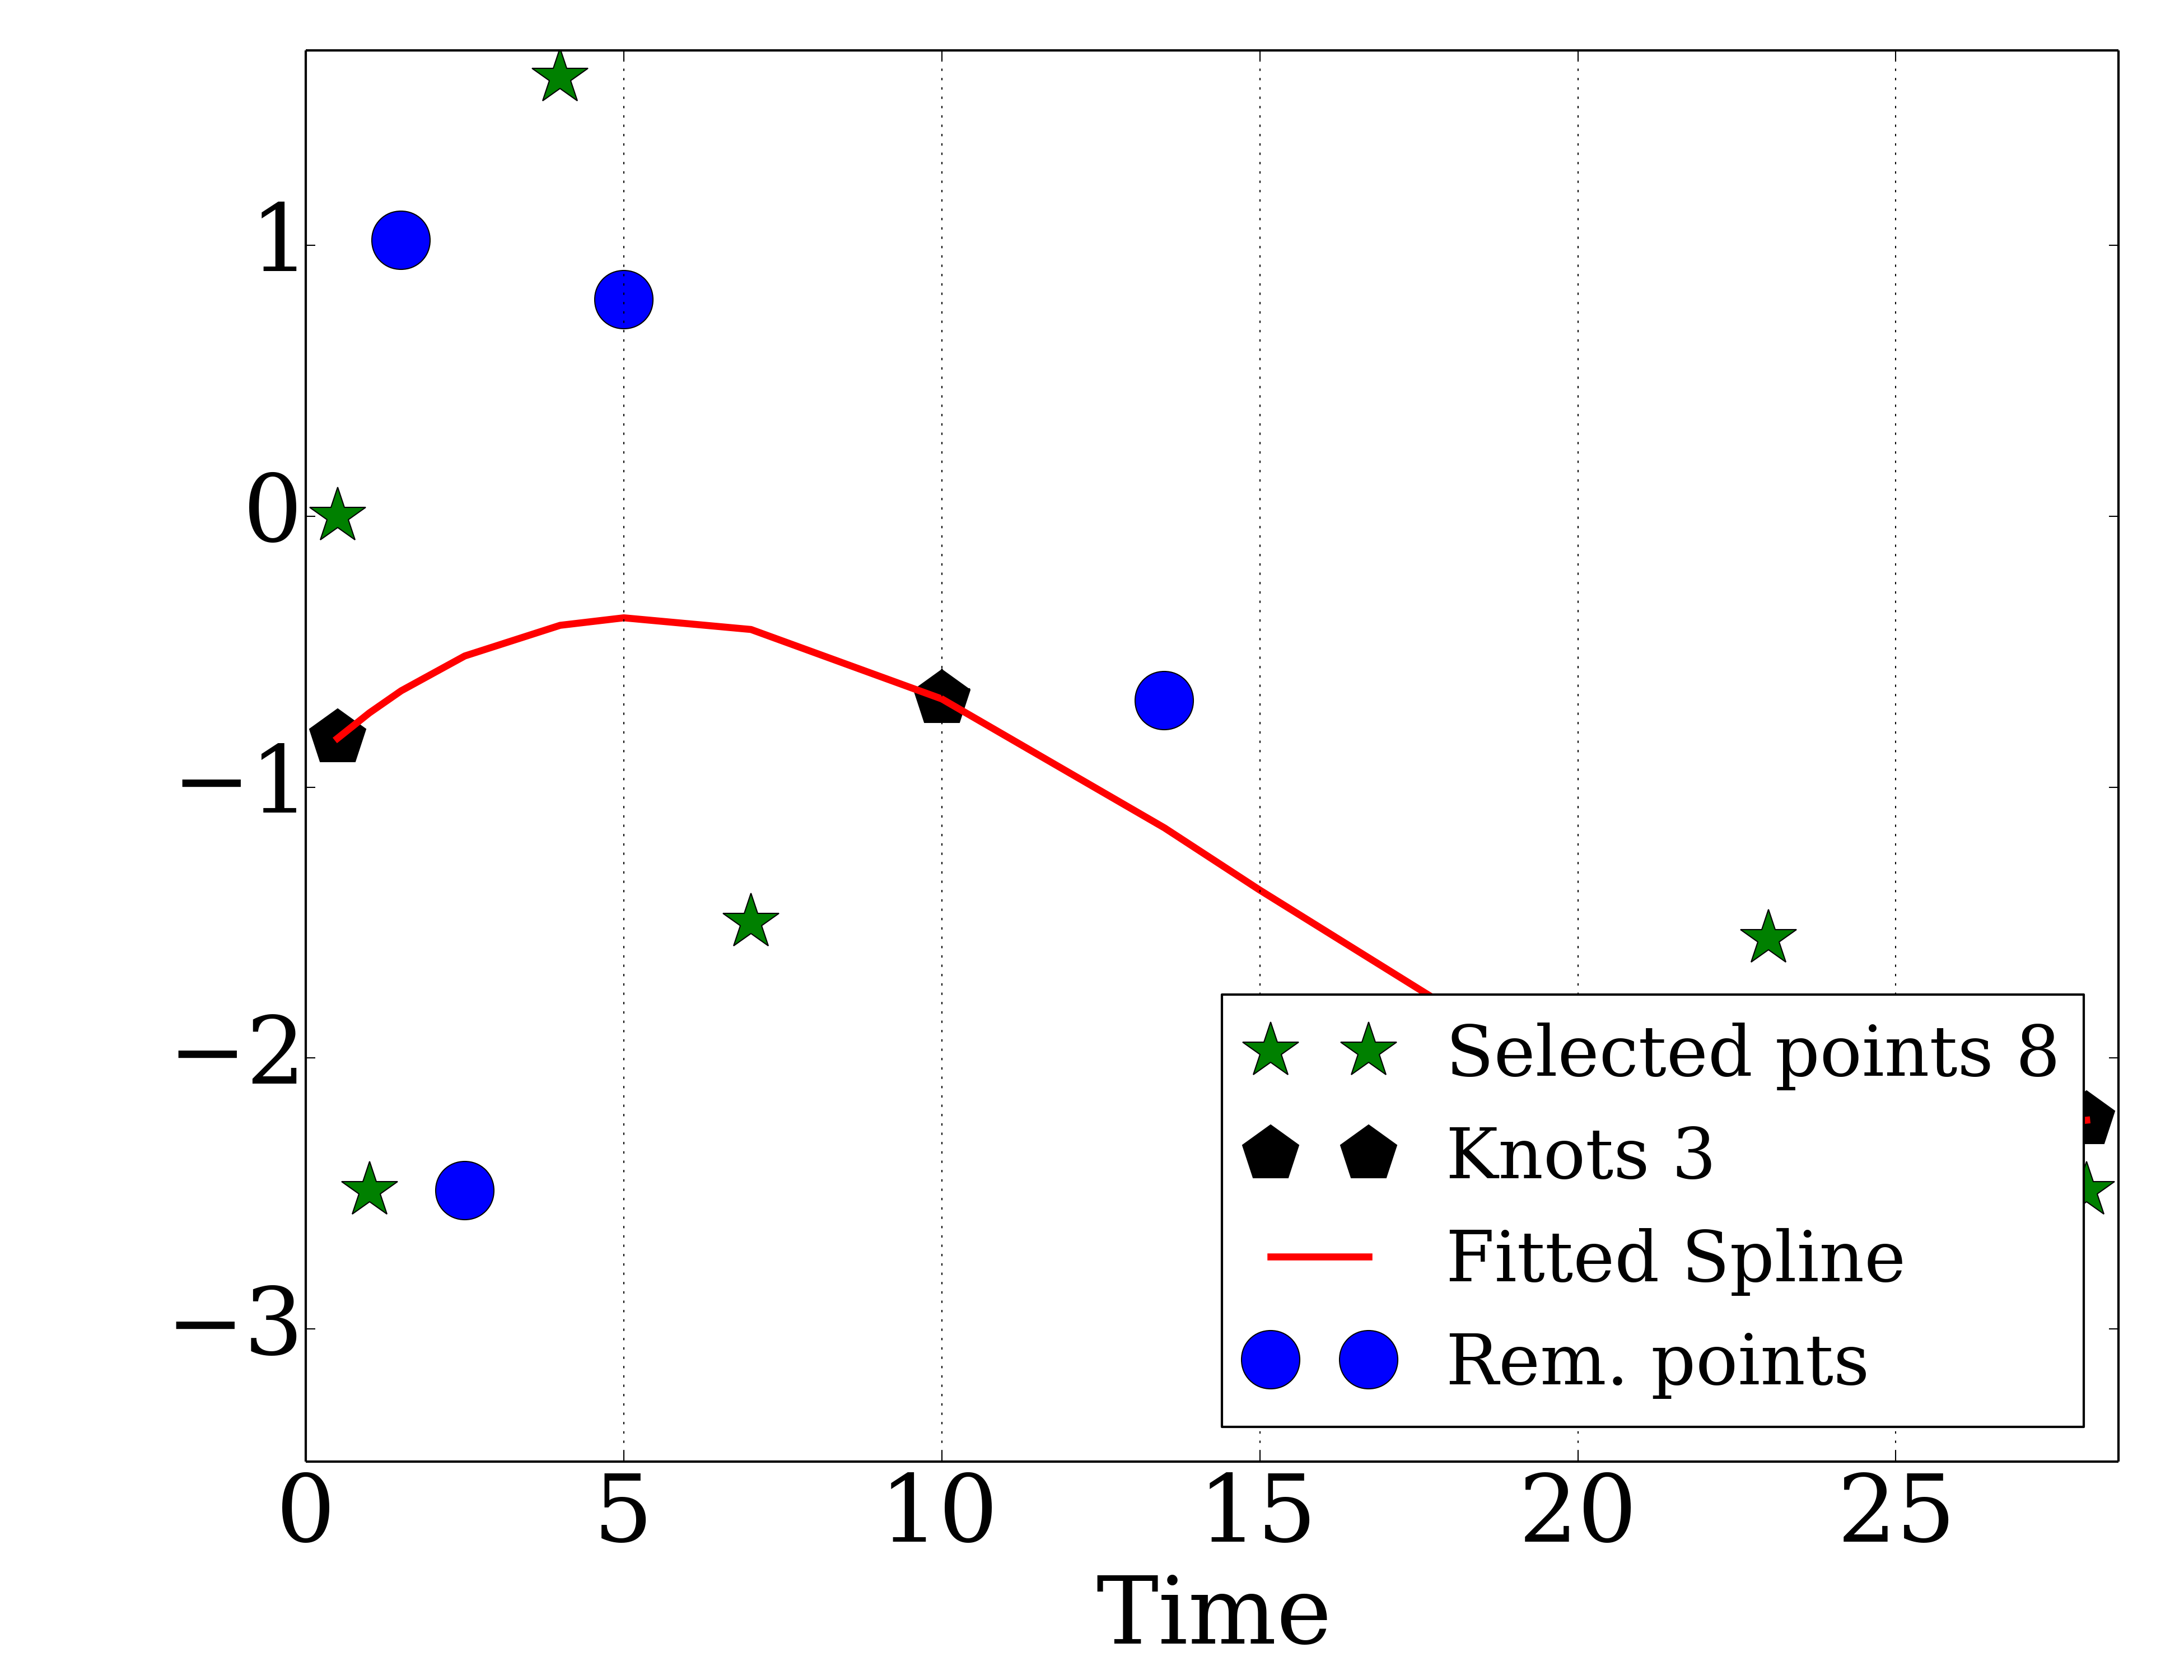 1
0
−1
−2
−3
0 5 10 15 20 25
Time
Selected points 8
Knots 3
Fitted Spline
Rem. points